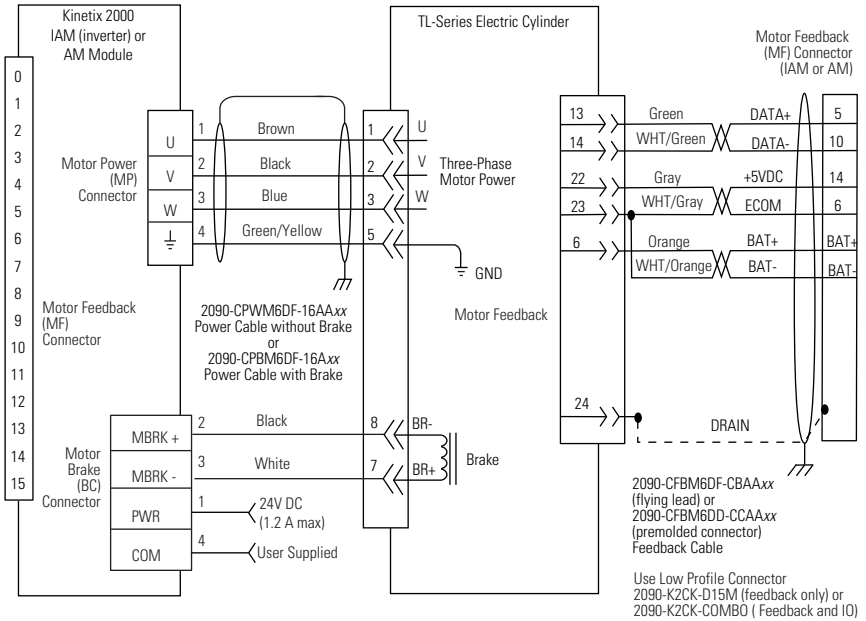 Kinetix 2000
IAM (inverter) or
AM Module
TL-Series Electric Cylinder
Motor Feedback
(MF) Connector
(IAM or AM)
0
1
2
3
4
5
6
7
8
9
10
11
12
13
14
15
Motor Feedback
(MF)
Connector
Motor Power
(MP)
Connector
U 1 Brown 1 U
V 2 Black 2 V
W 3 Blue 3 W
4 Green/Yellow 5
Three-Phase
Motor Power
GND
2090-CPWM6DF-16AAxx
Power Cable without Brake
or
2090-CPBM6DF-16Axx
Power Cable with Brake
Motor
Brake
(BC)
Connector
MBRK + 2 Black 8 BR-
MBRK - 3 White 7 BR+
Brake
PWR 1 24V DC
(1.2 A max)
COM 4 User Supplied
Motor Feedback
13 Green DATA+ 5
14 WHT/Green DATA- 10
22 Gray +5VDC 14
23 WHT/Gray ECOM 6
6 Orange BAT+ BAT+
WHT/Orange BAT- BAT-
24
DRAIN
2090-CFBM6DF-CBAAxx
(flying lead) or
2090-CFBM6DD-CCAAxx
(premolded connector)
Feedback Cable
Use Low Profile Connector
2090-K2CK-D15M (feedback only) or
2090-K2CK-COMBO ( Feedback and IO)